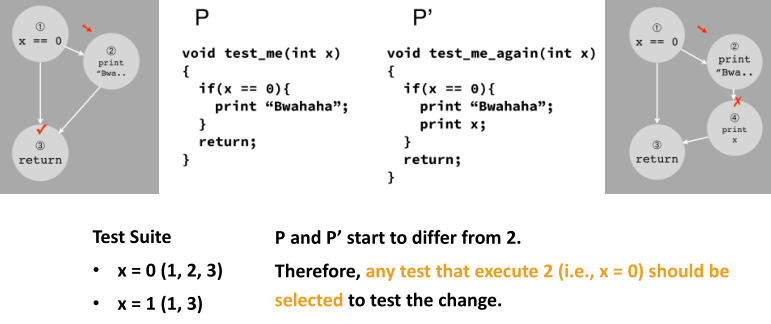 P
P’
①
x == 0
②
print
“Bwa..
③
return
void test_me(int x)
{
if(x == 0){
print “Bwahaha”;
}
return;
}
void test_me_again(int x)
{
if(x == 0){
print “Bwahaha”;
print x;
}
return;
}
①
x == 0
②
print
“Bwa..
④
print
x
③
return
Test Suite
• x = 0 (1, 2, 3)
• x = 1 (1, 3)
P and P’ start to differ from 2.
Therefore, any test that execute 2 (i.e., x = 0) should be
selected to test the change.